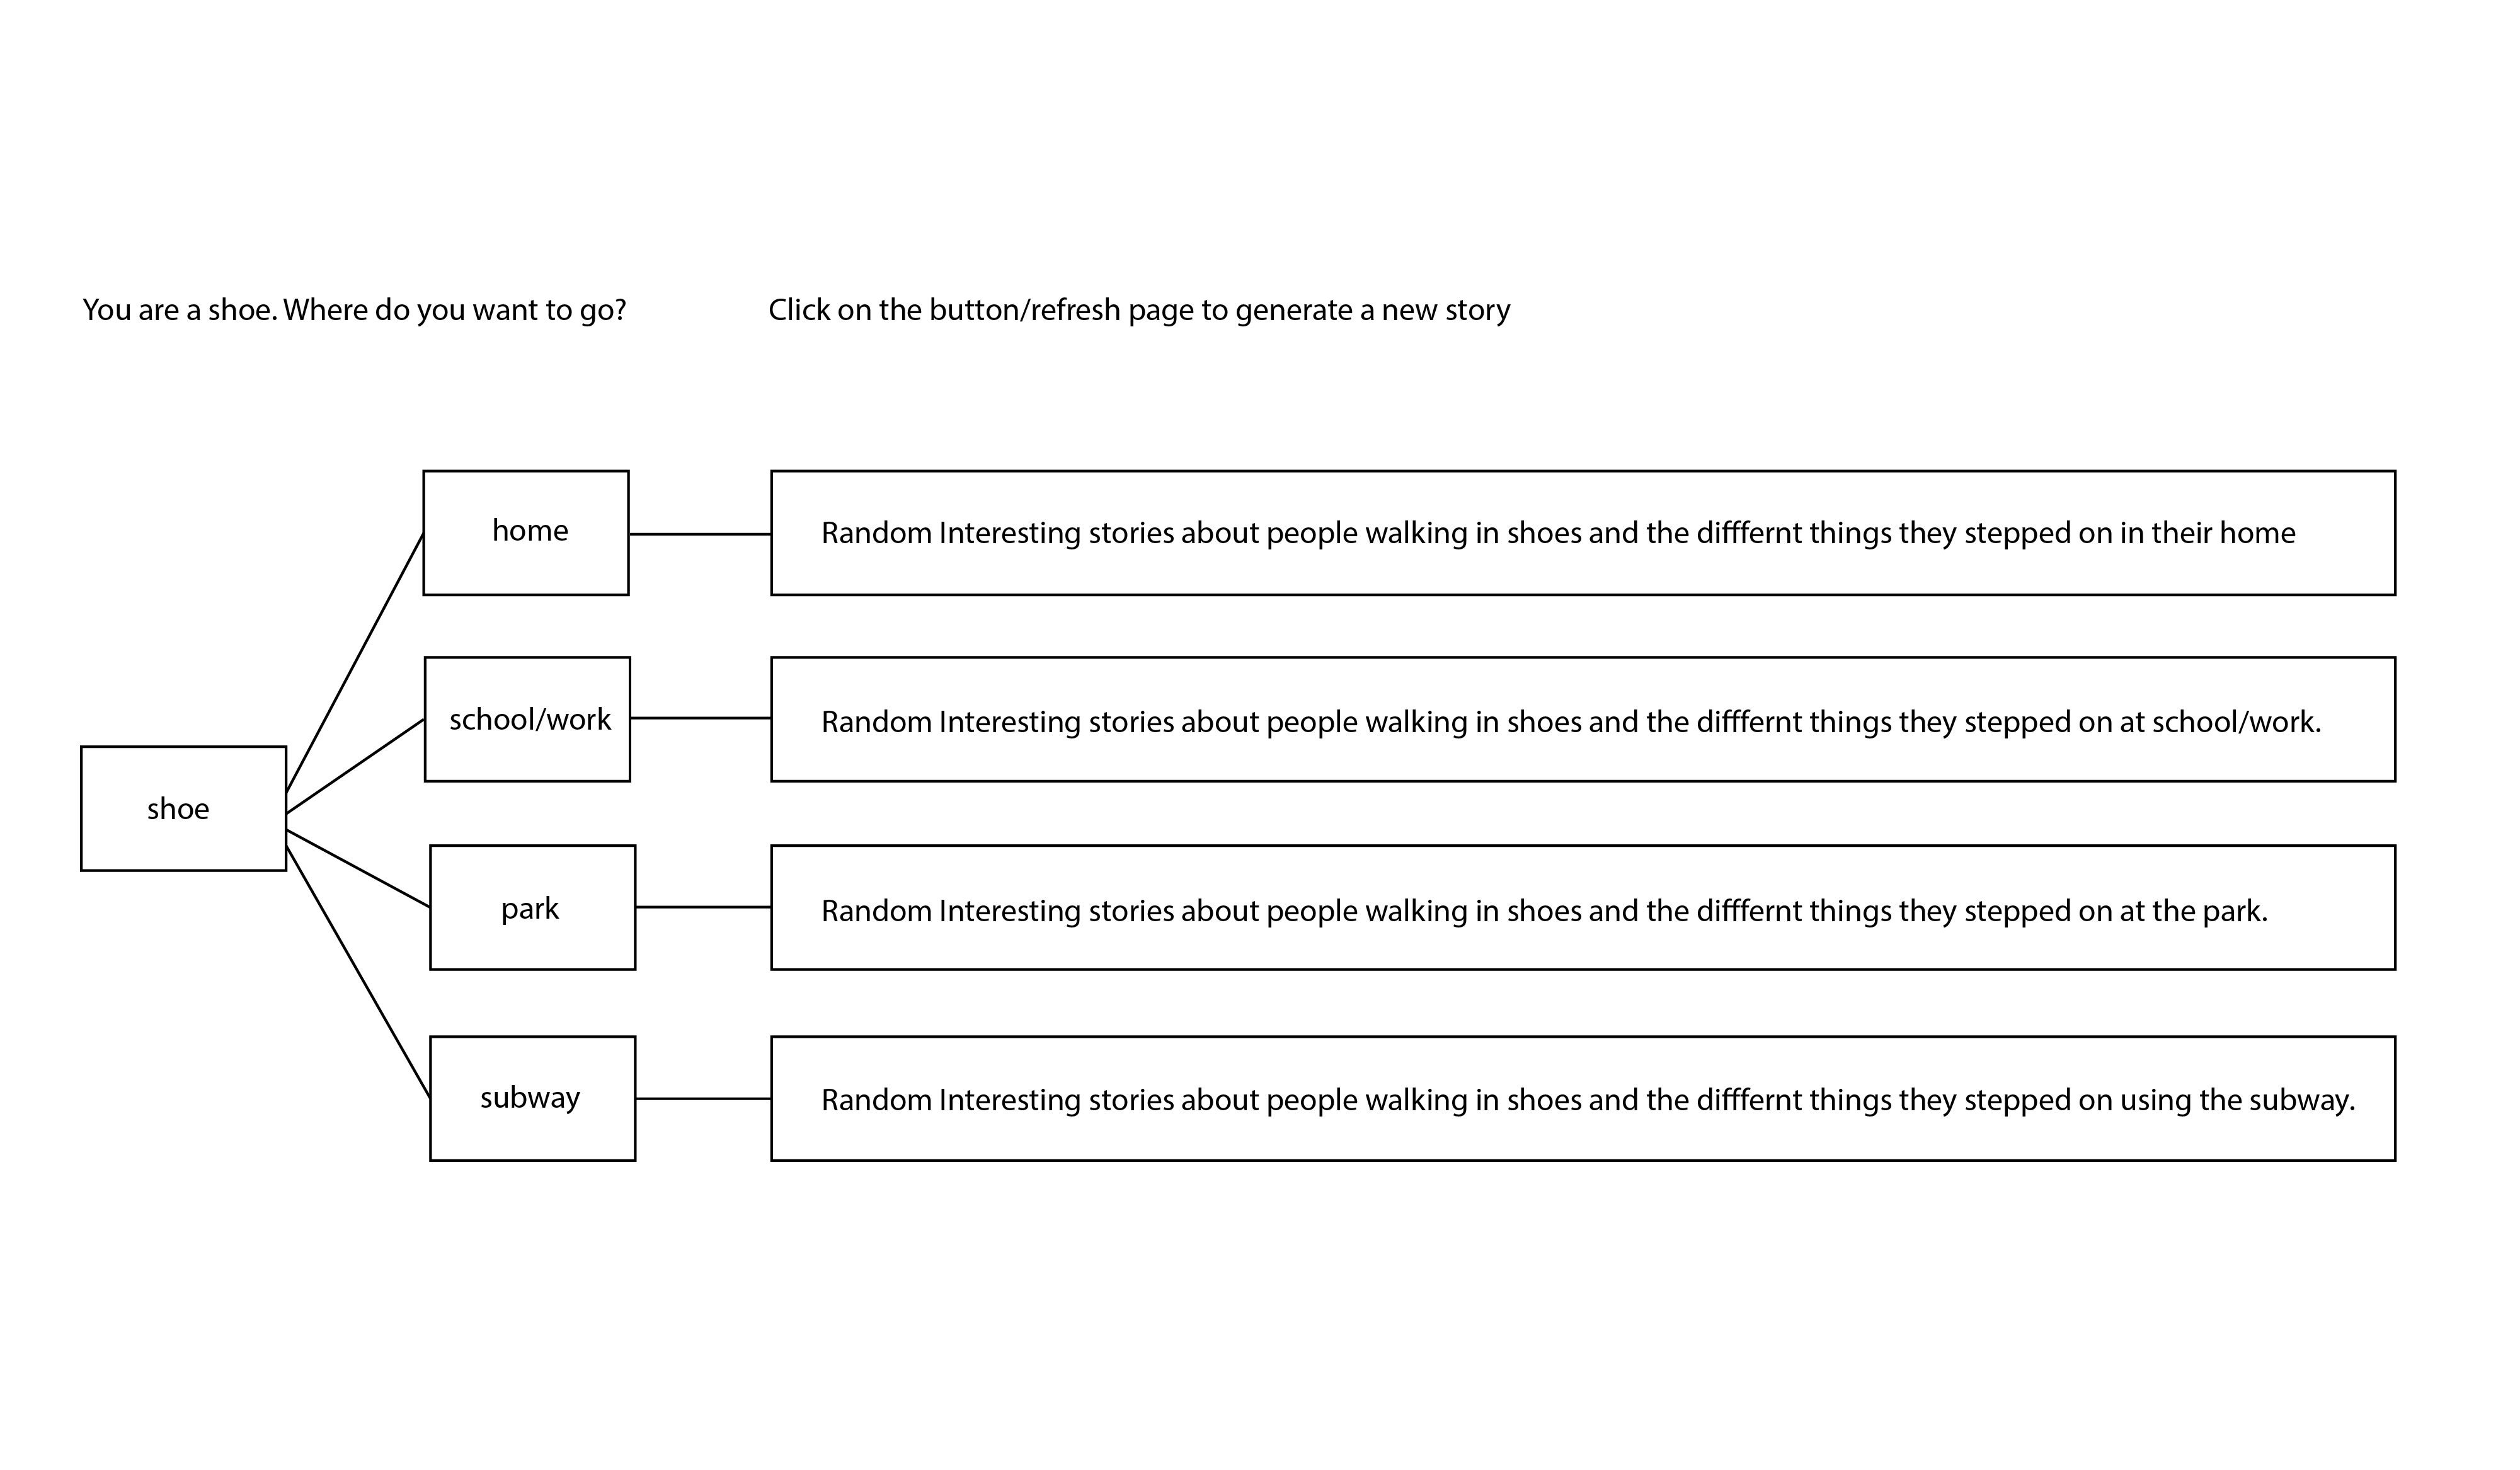 You are a shoe. Where do you want to go?
Click on the button/refresh page to generate a new story
home
Random Interesting stories about people walking in shoes and the difffernt things they stepped on in their home
school/work
Random Interesting stories about people walking in shoes and the difffernt things they stepped on at school/work.
shoe
park
Random Interesting stories about people walking in shoes and the difffernt things they stepped on at the park.
subway
Random Interesting stories about people walking in shoes and the difffernt things they stepped on using the subway.